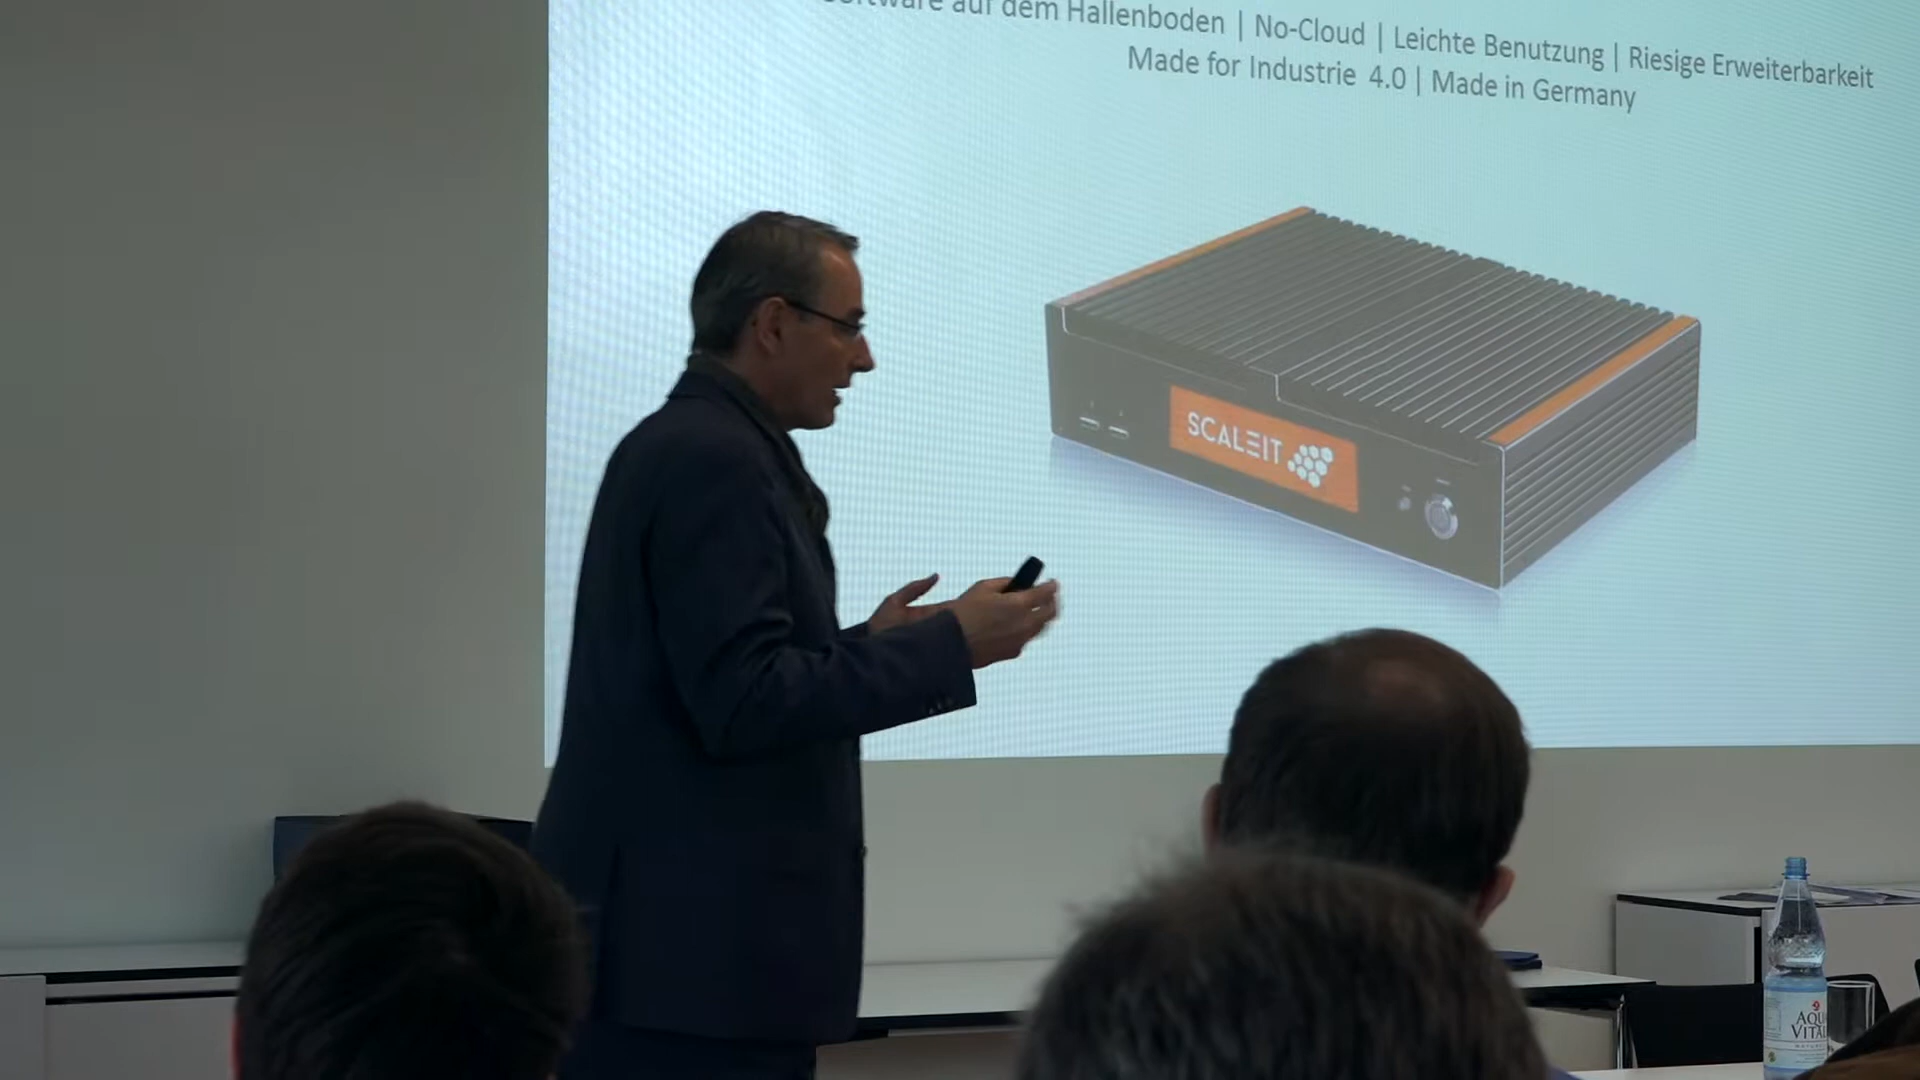 auf dem Hallenboden | No-Cloud | Leichte Benutzung | Riesige Erweiterbarkeit
Made for Industrie 4.0 | Made in Germany
SCALEIT